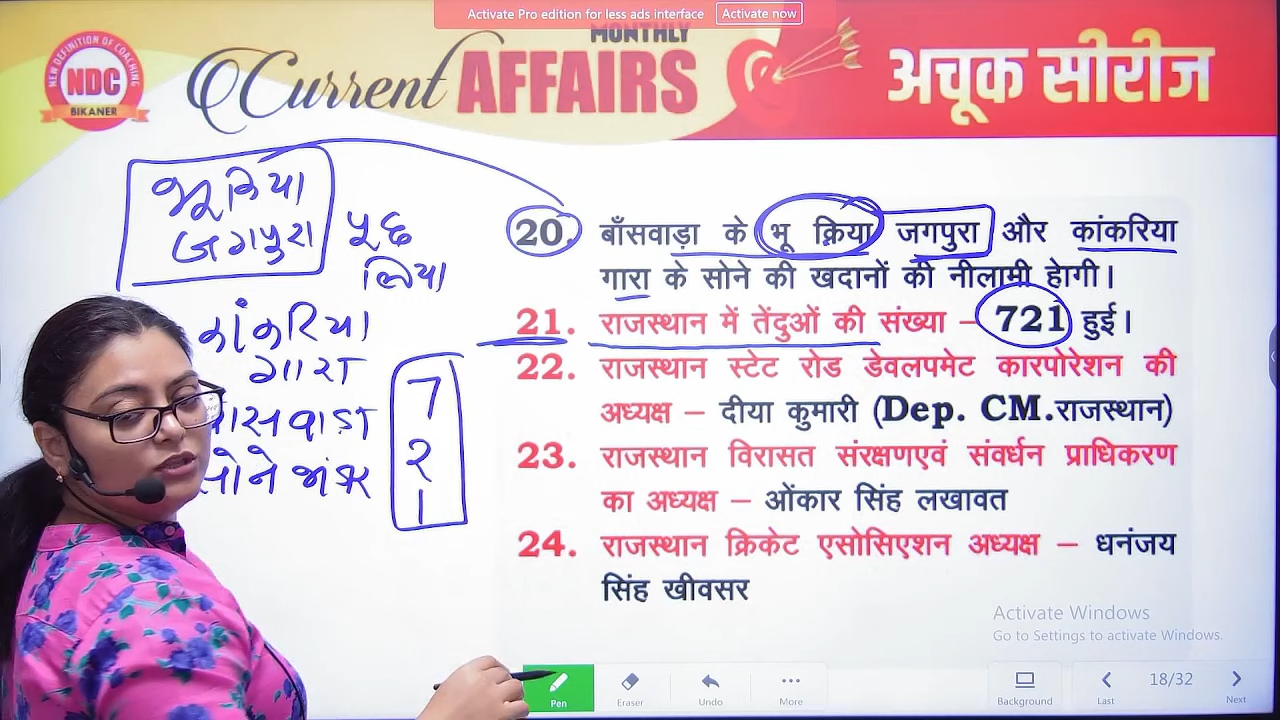 Activate Pro edition for less ads interface Activate now
NEW DEFINITION OF COACHING
NDC
BIKANER
MONTHLY
Current AFFAIRS
अचूक सीरीज
जगपुरा
पूछ
लिया
कांकरिया
गारा
7
2
1
20. बाँसवाड़ा के भू क्रिया जगपुरा और कांकरिया
गारा के सोने की खदानों की नीलामी होगी।
21. राजस्थान में तेंदुओं की संख्या – 721 हुई।
22. राजस्थान स्टेट रोड डेवलपमेट कारपोरेशन की
अध्यक्ष – दीया कुमारी (Dep. CM.राजस्थान)
23. राजस्थान विरासत संरक्षणएवं संवर्धन प्राधिकरण
का अध्यक्ष – ओंकार सिंह लखावत
24. राजस्थान क्रिकेट एसोसिएशन अध्यक्ष – धनंजय
सिंह खीवसर
Activate Windows
Go to Settings to activate Windows.
Pen
Eraser
Undo
More
Background
Last
18/32
Next